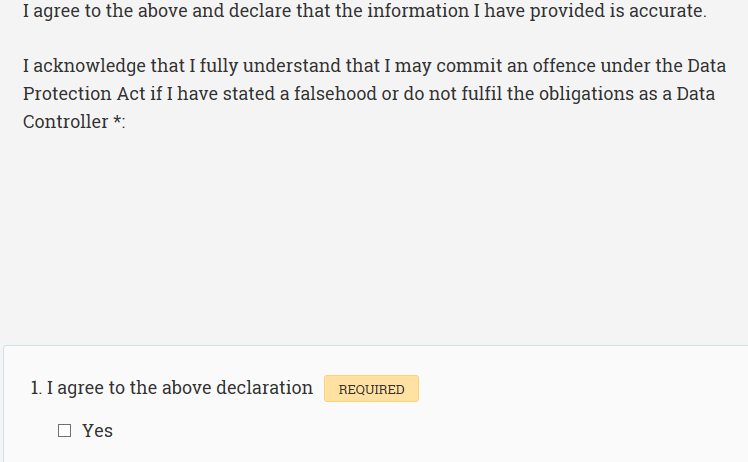 I agree to the above and declare that the information I have provided is accurate.
I acknowledge that I fully understand that I may commit an offence under the Data
Protection Act if I have stated a falsehood or do not fulfil the obligations as a Data
Controller *:
1. I agree to the above declaration REQUIRED
Yes